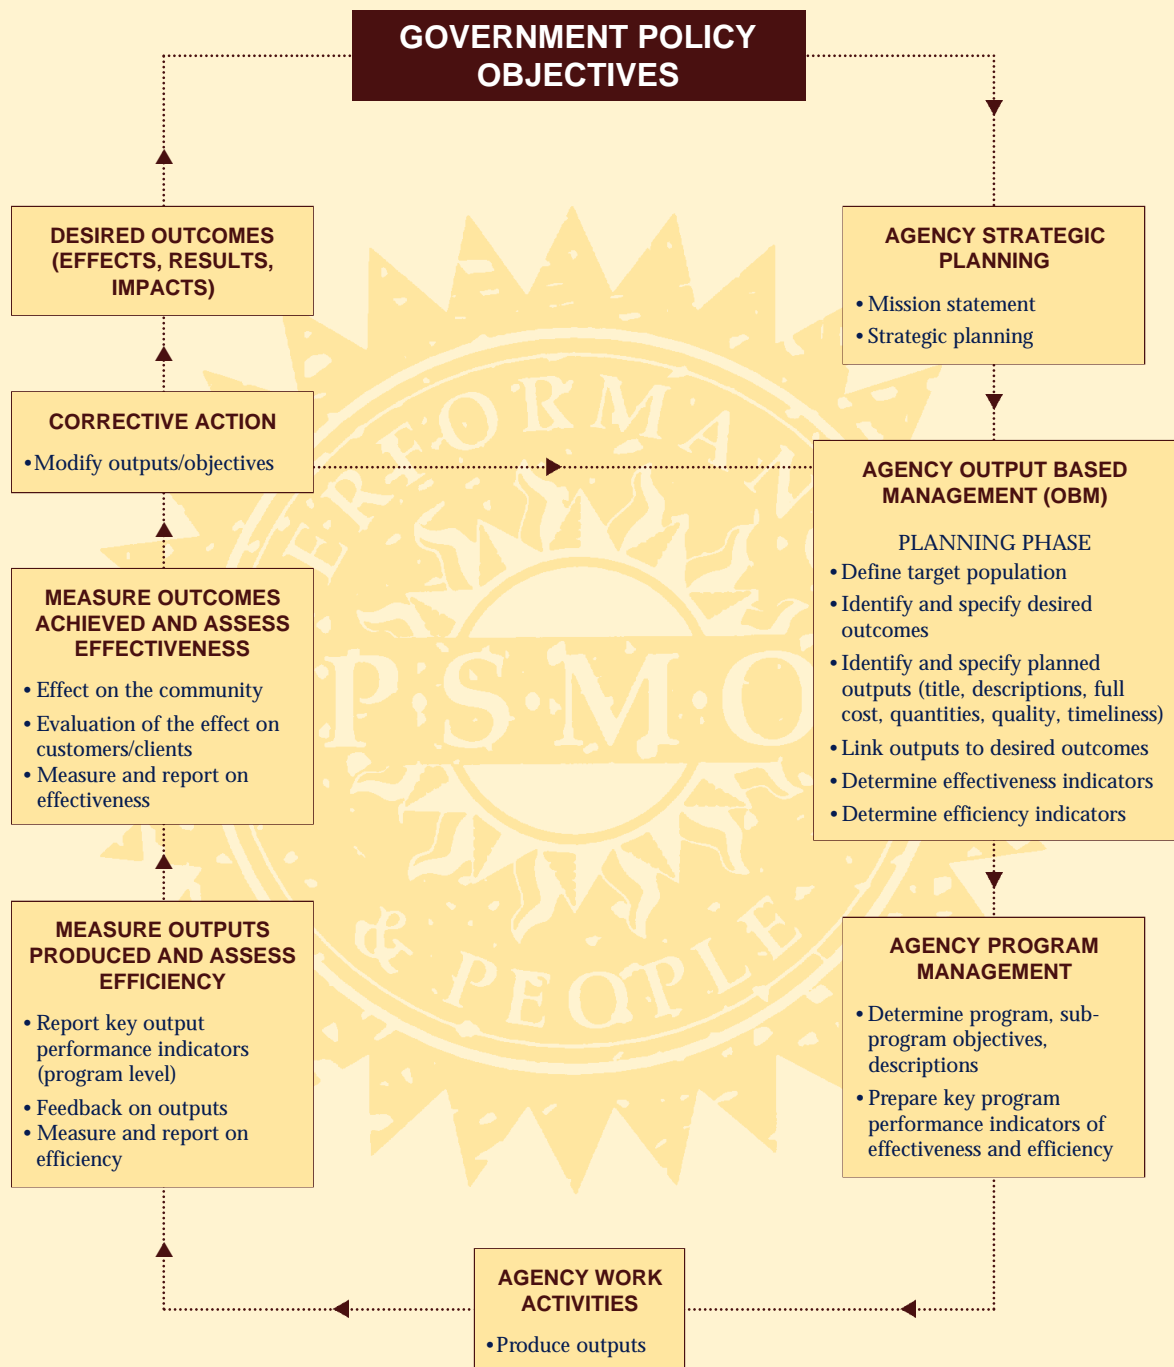 GOVERNMENT POLICY
OBJECTIVES
DESIRED OUTCOMES
(EFFECTS, RESULTS,
IMPACTS)
AGENCY STRATEGIC
PLANNING
• Mission statement
• Strategic planning
CORRECTIVE ACTION
• Modify outputs/objectives
AGENCY OUTPUT BASED
MANAGEMENT (OBM)
PLANNING PHASE
• Define target population
• Identify and specify desired
outcomes
• Identify and specify planned
outputs (title, descriptions, full
cost, quantities, quality, timeliness)
• Link outputs to desired outcomes
• Determine effectiveness indicators
• Determine efficiency indicators
MEASURE OUTCOMES
ACHIEVED AND ASSESS
EFFECTIVENESS
• Effect on the community
• Evaluation of the effect on
customers/clients
• Measure and report on
effectiveness
MEASURE OUTPUTS
PRODUCED AND ASSESS
EFFICIENCY
• Report key output
performance indicators
(program level)
• Feedback on outputs
• Measure and report on
efficiency
AGENCY PROGRAM
MANAGEMENT
• Determine program, sub-
program objectives,
descriptions
• Prepare key program
performance indicators of
effectiveness and efficiency
AGENCY WORK
ACTIVITIES
• Produce outputs
P·S·M·O
& PEOPLE